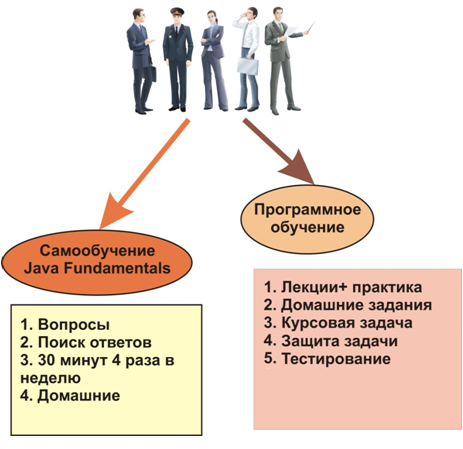 Самообучение
Java Fundamentals
1. Вопросы
2. Поиск ответов
3. 30 минут 4 раза в
неделю
4. Домашние
Программное
обучение
1. Лекции+ практика
2. Домашние задания
3. Курсовая задача
4. Защита задачи
5. Тестирование